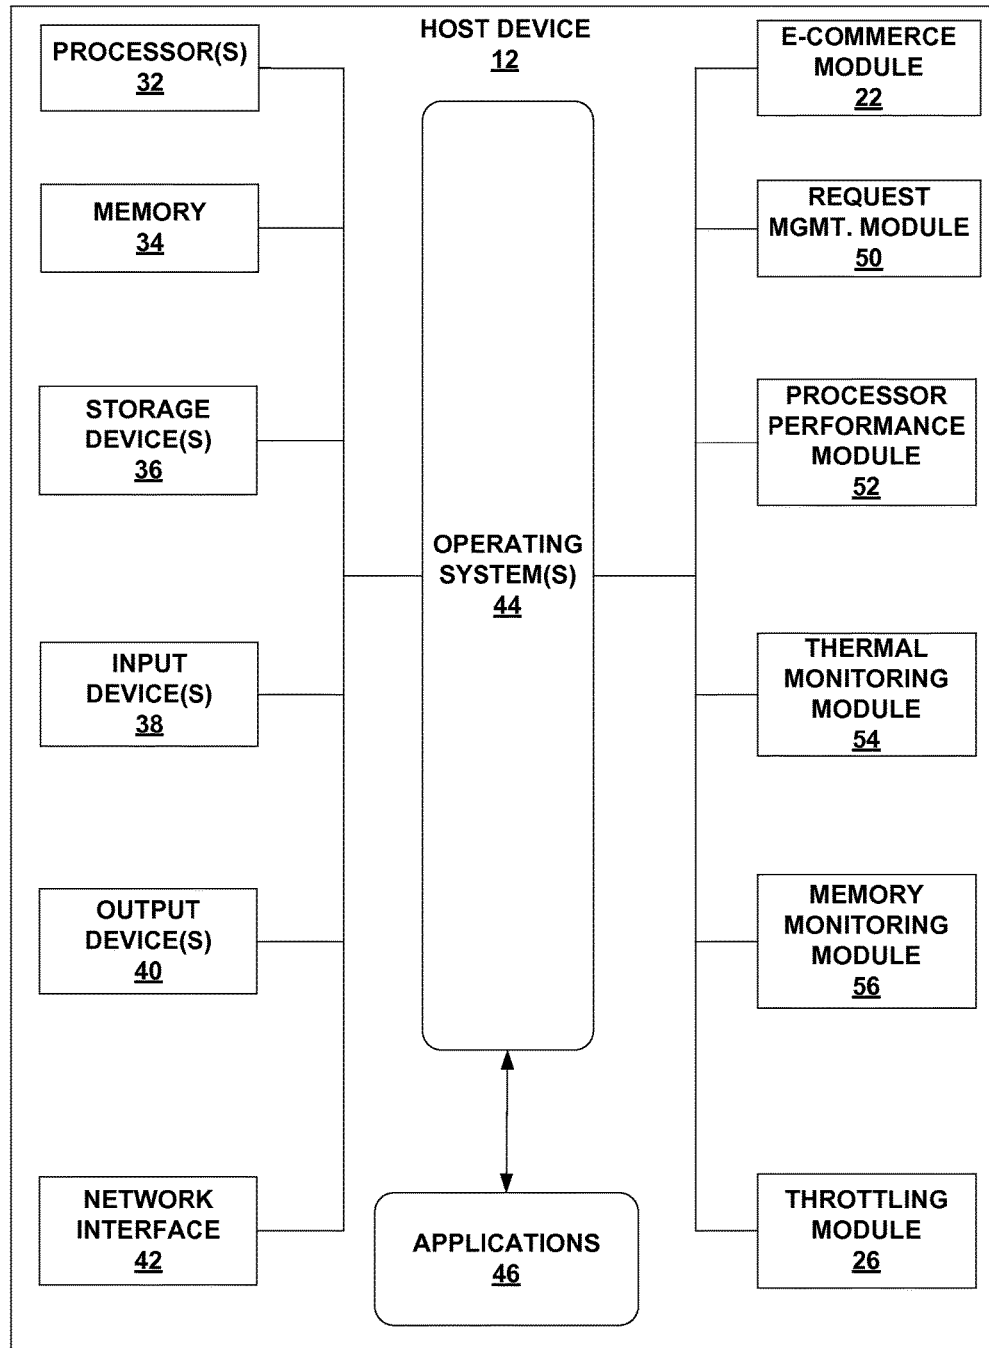 HOST DEVICE
12
PROCESSOR(S)
32
MEMORY
34
STORAGE
DEVICE(S)
36
INPUT
DEVICE(S)
38
OUTPUT
DEVICE(S)
40
NETWORK
INTERFACE
42
OPERATING
SYSTEM(S)
44
APPLICATIONS
46
E-COMMERCE
MODULE
22
REQUEST
MGMT. MODULE
50
PROCESSOR
PERFORMANCE
MODULE
52
THERMAL
MONITORING
MODULE
54
MEMORY
MONITORING
MODULE
56
THROTTLING
MODULE
26